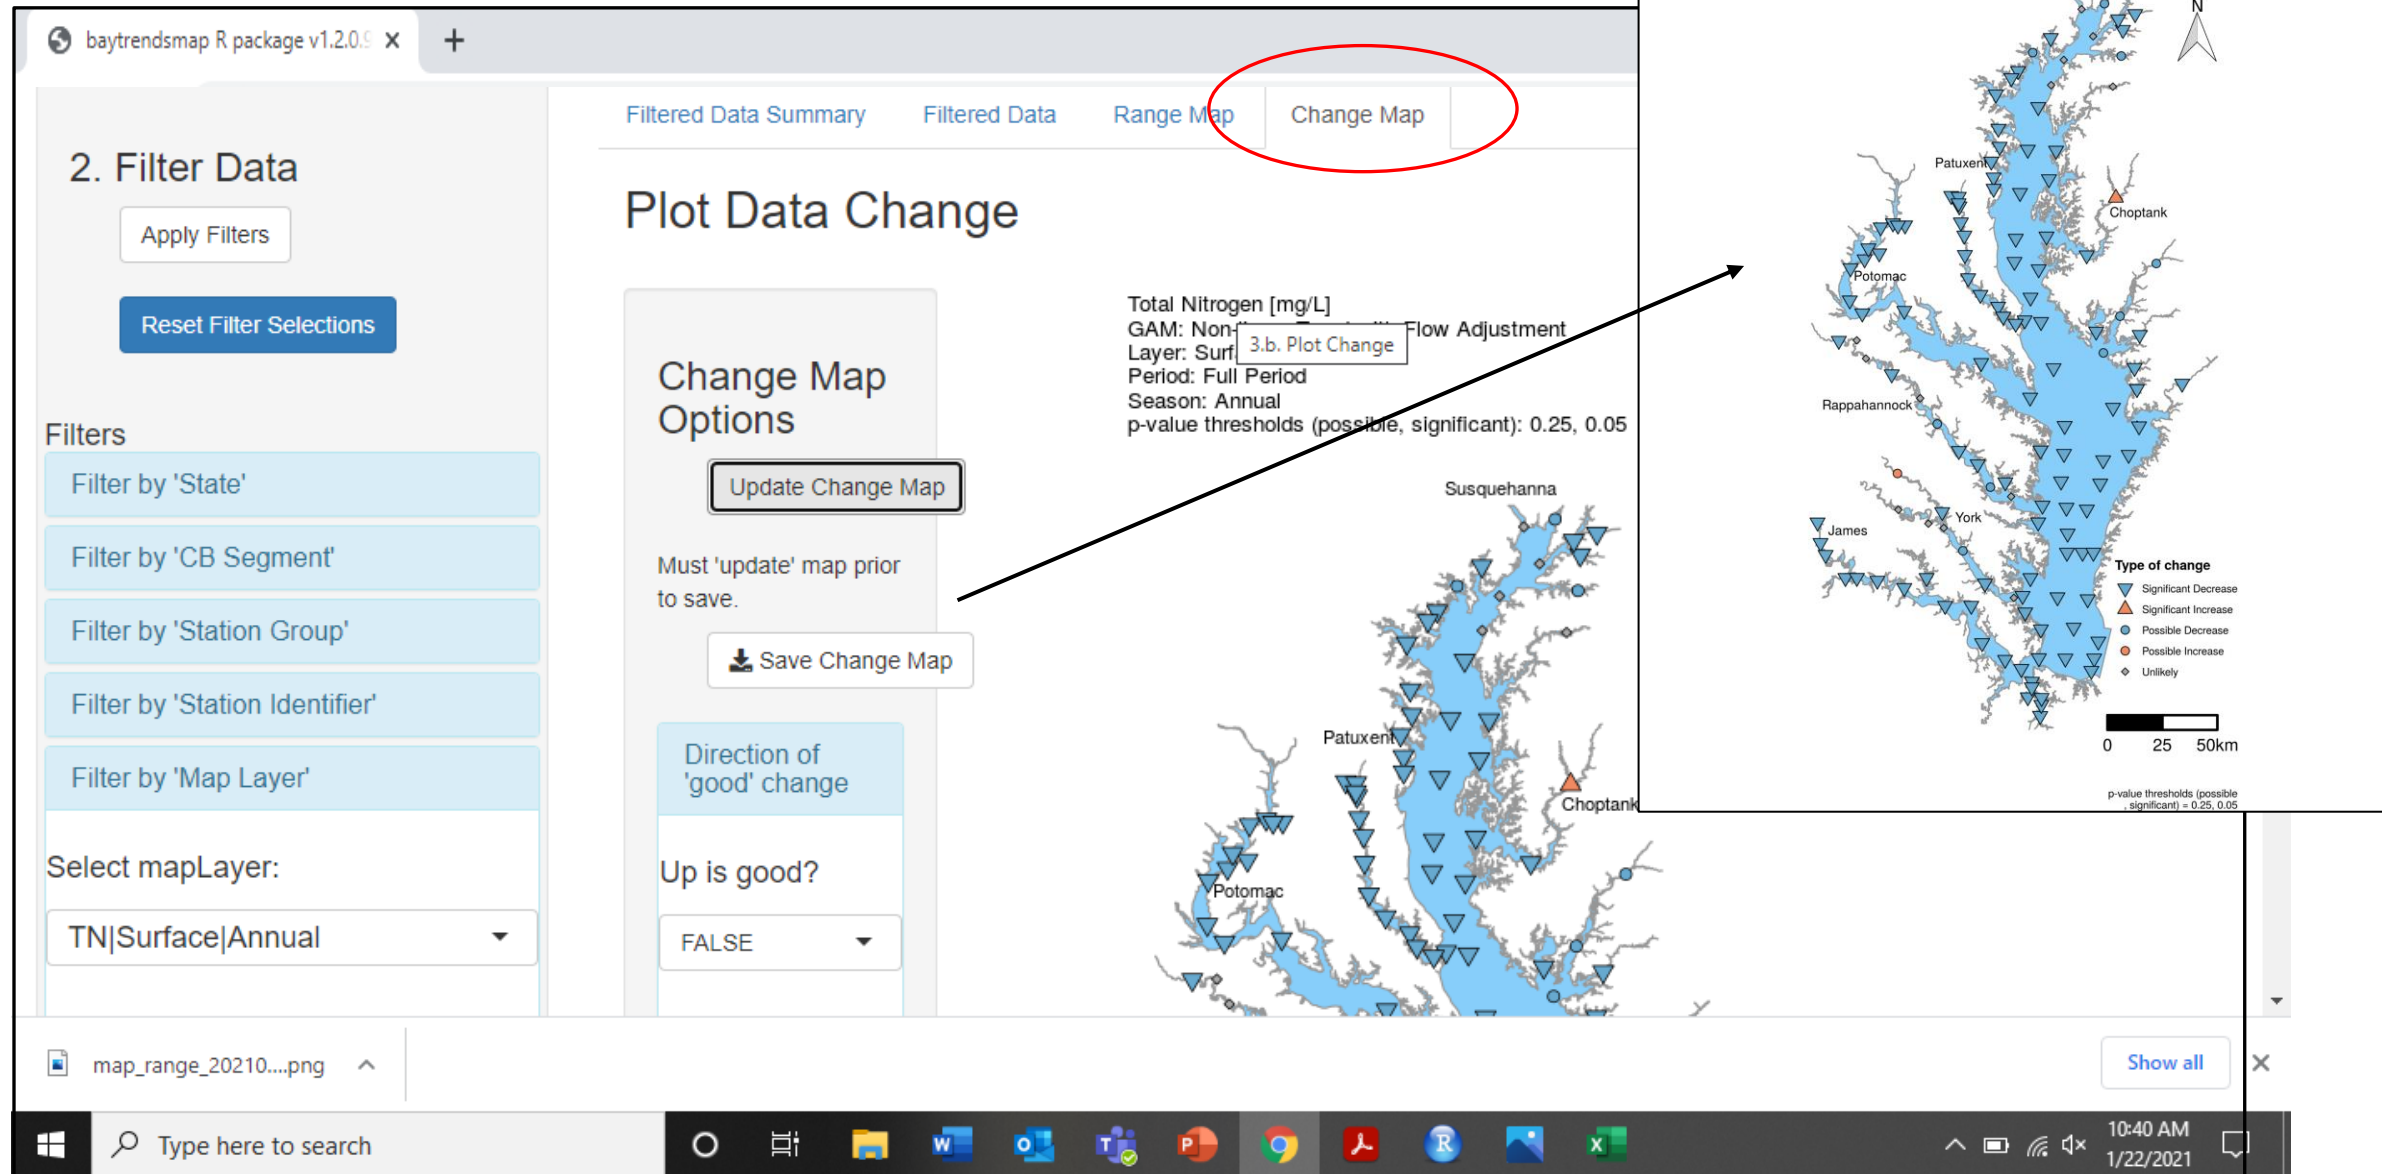 baytrendsmap R package v1.2.0.9
2. Filter Data
Apply Filters
Reset Filter Selections
Filters
Filter by 'State'
Filter by 'CB Segment'
Filter by 'Station Group'
Filter by 'Station Identifier'
Filter by 'Map Layer'
Select mapLayer:
TN|Surface|Annual
Filtered Data Summary
Filtered Data
Range Map
Change Map
Plot Data Change
Change Map
Options
Update Change Map
Must 'update' map prior
to save.
Save Change Map
Direction of
'good' change
Up is good?
FALSE
Total Nitrogen [mg/L]
GAM: Non- Flow Adjustment
Layer: Surf
3.b. Plot Change
Period: Full Period
Season: Annual
p-value thresholds (possible, significant): 0.25, 0.05
Susquehanna
Patuxent
Choptank
Potomac
N
Patuxent
Choptank
Potomac
Rappahannock
York
James
Type of change
Significant Decrease
Significant Increase
Possible Decrease
Possible Increase
Unlikely
0 25 50km
p-value thresholds (possible
, significant) = 0.25, 0.05
map_range_20210....png
Show all
Type here to search
10:40 AM
1/22/2021